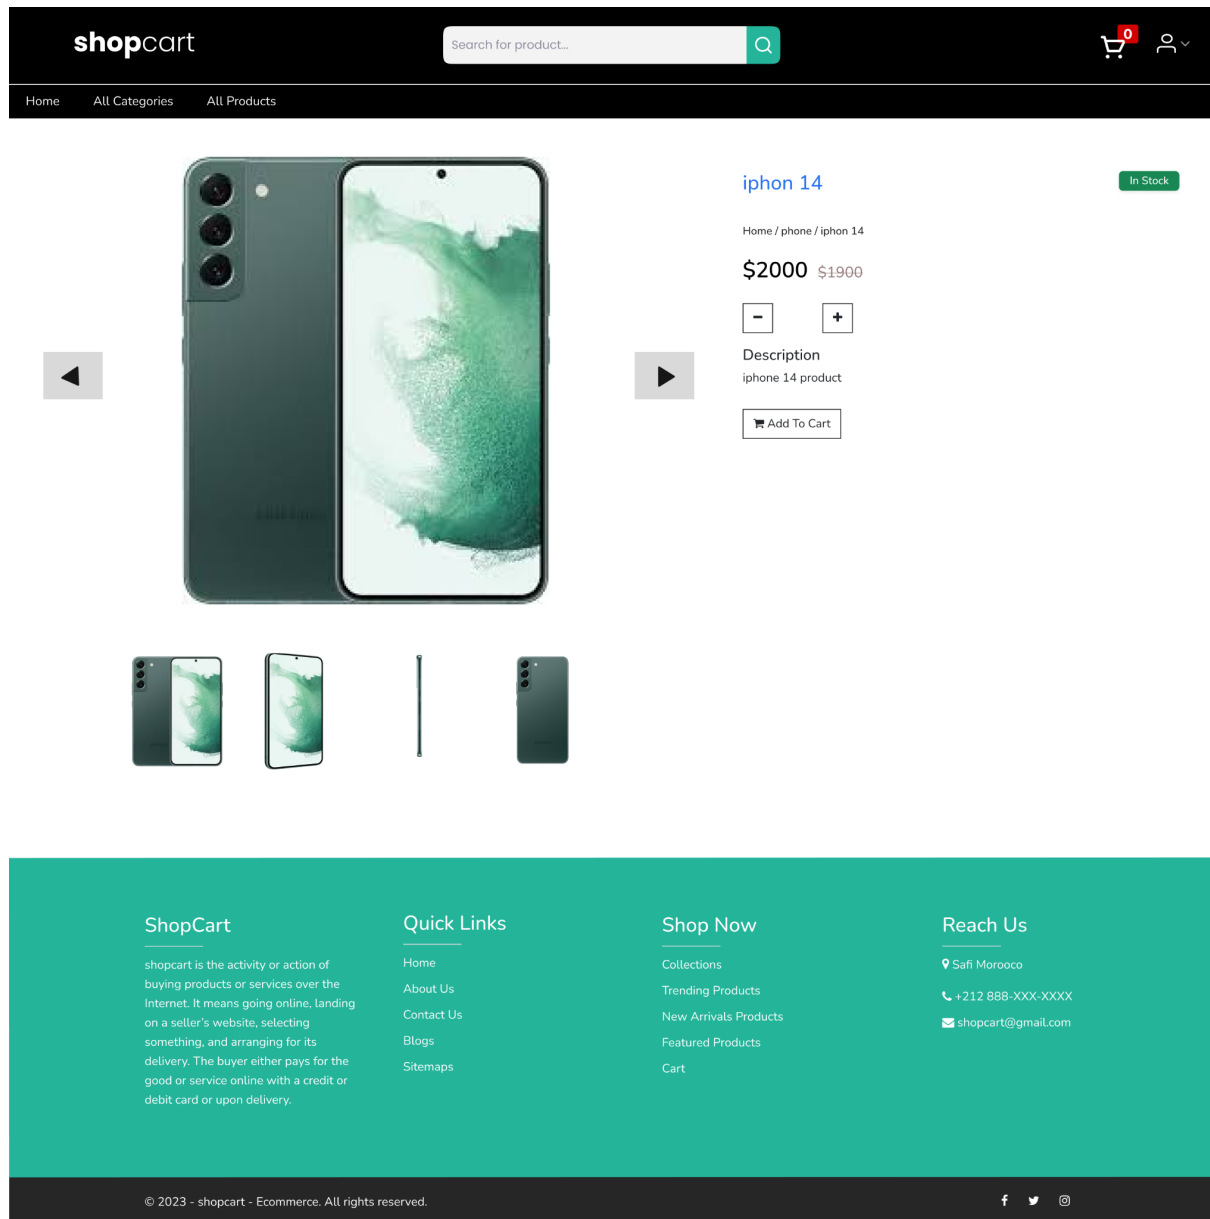 shopcart
Search for product...
0
Home All Categories All Products
iphon 14
In Stock
Home / phone / iphon 14
$2000 $1900
- +
Description
iphone 14 product
Add To Cart
SAMSUNG
ShopCart
shopcart is the activity or action of
buying products or services over the
Internet. It means going online, landing
on a seller's website, selecting
something, and arranging for its
delivery. The buyer either pays for the
good or service online with a credit or
debit card or upon delivery.
Quick Links
Home
About Us
Contact Us
Blogs
Sitemaps
Shop Now
Collections
Trending Products
New Arrivals Products
Featured Products
Cart
Reach Us
Safi Morooco
+212 888-XXX-XXXX
shopcart@gmail.com
© 2023 - shopcart - Ecommerce. All rights reserved.